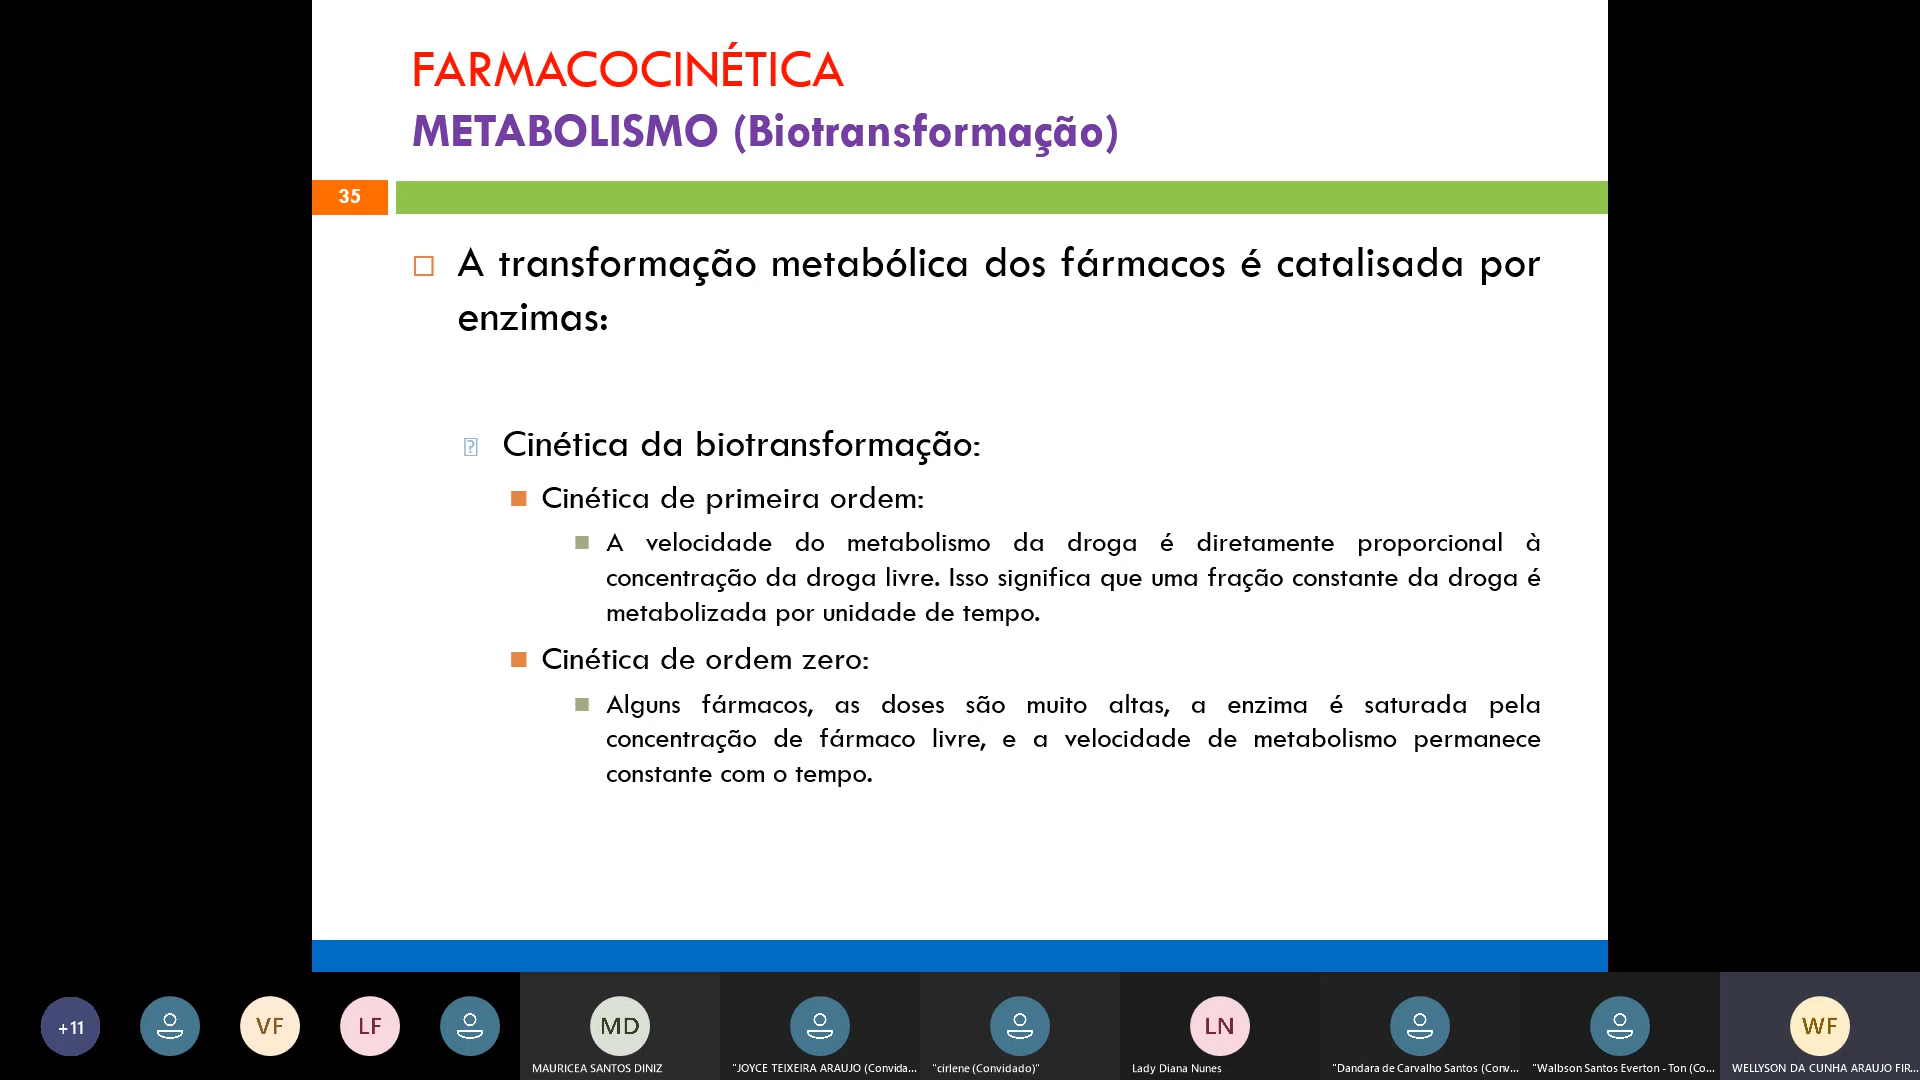 FARMACOCINÉTICA
METABOLISMO (Biotransformação)
35
A transformação metabólica dos fármacos é catalisada por
enzimas:
Cinética da biotransformação:
Cinética de primeira ordem:
A velocidade do metabolismo da droga é diretamente proporcional à
concentração da droga livre. Isso significa que uma fração constante da droga é
metabolizada por unidade de tempo.
Cinética de ordem zero:
Alguns fármacos, as doses são muito altas, a enzima é saturada pela
concentração de fármaco livre, e a velocidade de metabolismo permanece
constante com o tempo.
+11
VF
LF
MD
LN
WF
MAURICEA SANTOS DINIZ
"JOYCE TEIXEIRA ARAUJO (Convida...
"cirlene (Convidado)"
Lady Diana Nunes
"Dandara de Carvalho Santos (Conv...
"Walbson Santos Everton - Ton (Co...
WELLYSON DA CUNHA ARAUJO FIR...